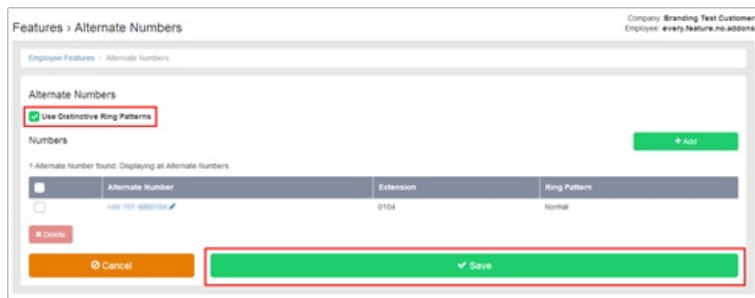 Features › Alternate Numbers
Company: Branding Test Customer
Employee: every.feature.no.addons
Employee Features / Alternate Numbers
Alternate Numbers
Use Distinctive Ring Patterns
Numbers
+ Add
1 Alternate Number found. Displaying all Alternate Numbers
Alternate Number Extension Ring Pattern
0104 Normal
Delete
Cancel
Save